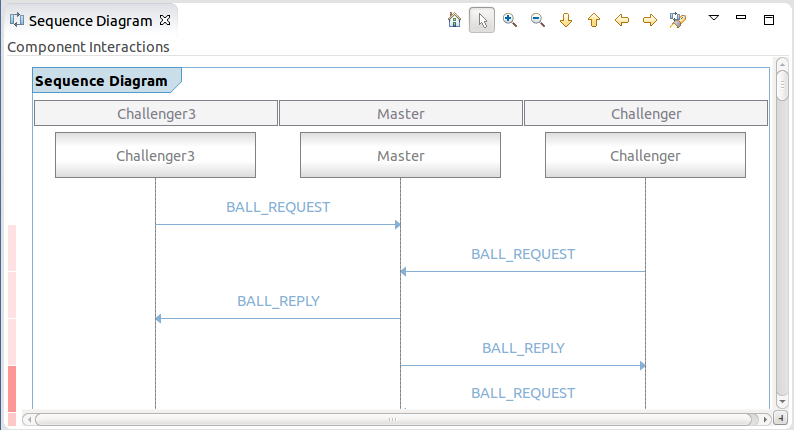 Sequence Diagram
Component Interactions
Sequence Diagram
Challenger3 Master Challenger
Challenger3 Master Challenger
BALL_REQUEST
BALL_REQUEST
BALL_REPLY
BALL_REPLY
BALL_REQUEST